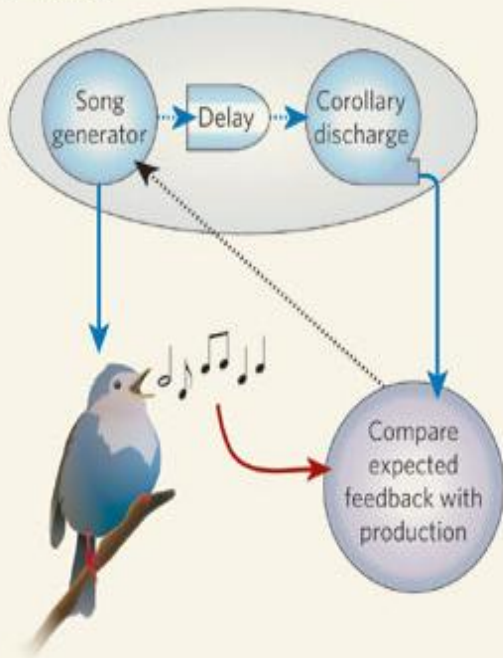 Song
generator
Delay
Corollary
discharge
Compare
expected
feedback with
production